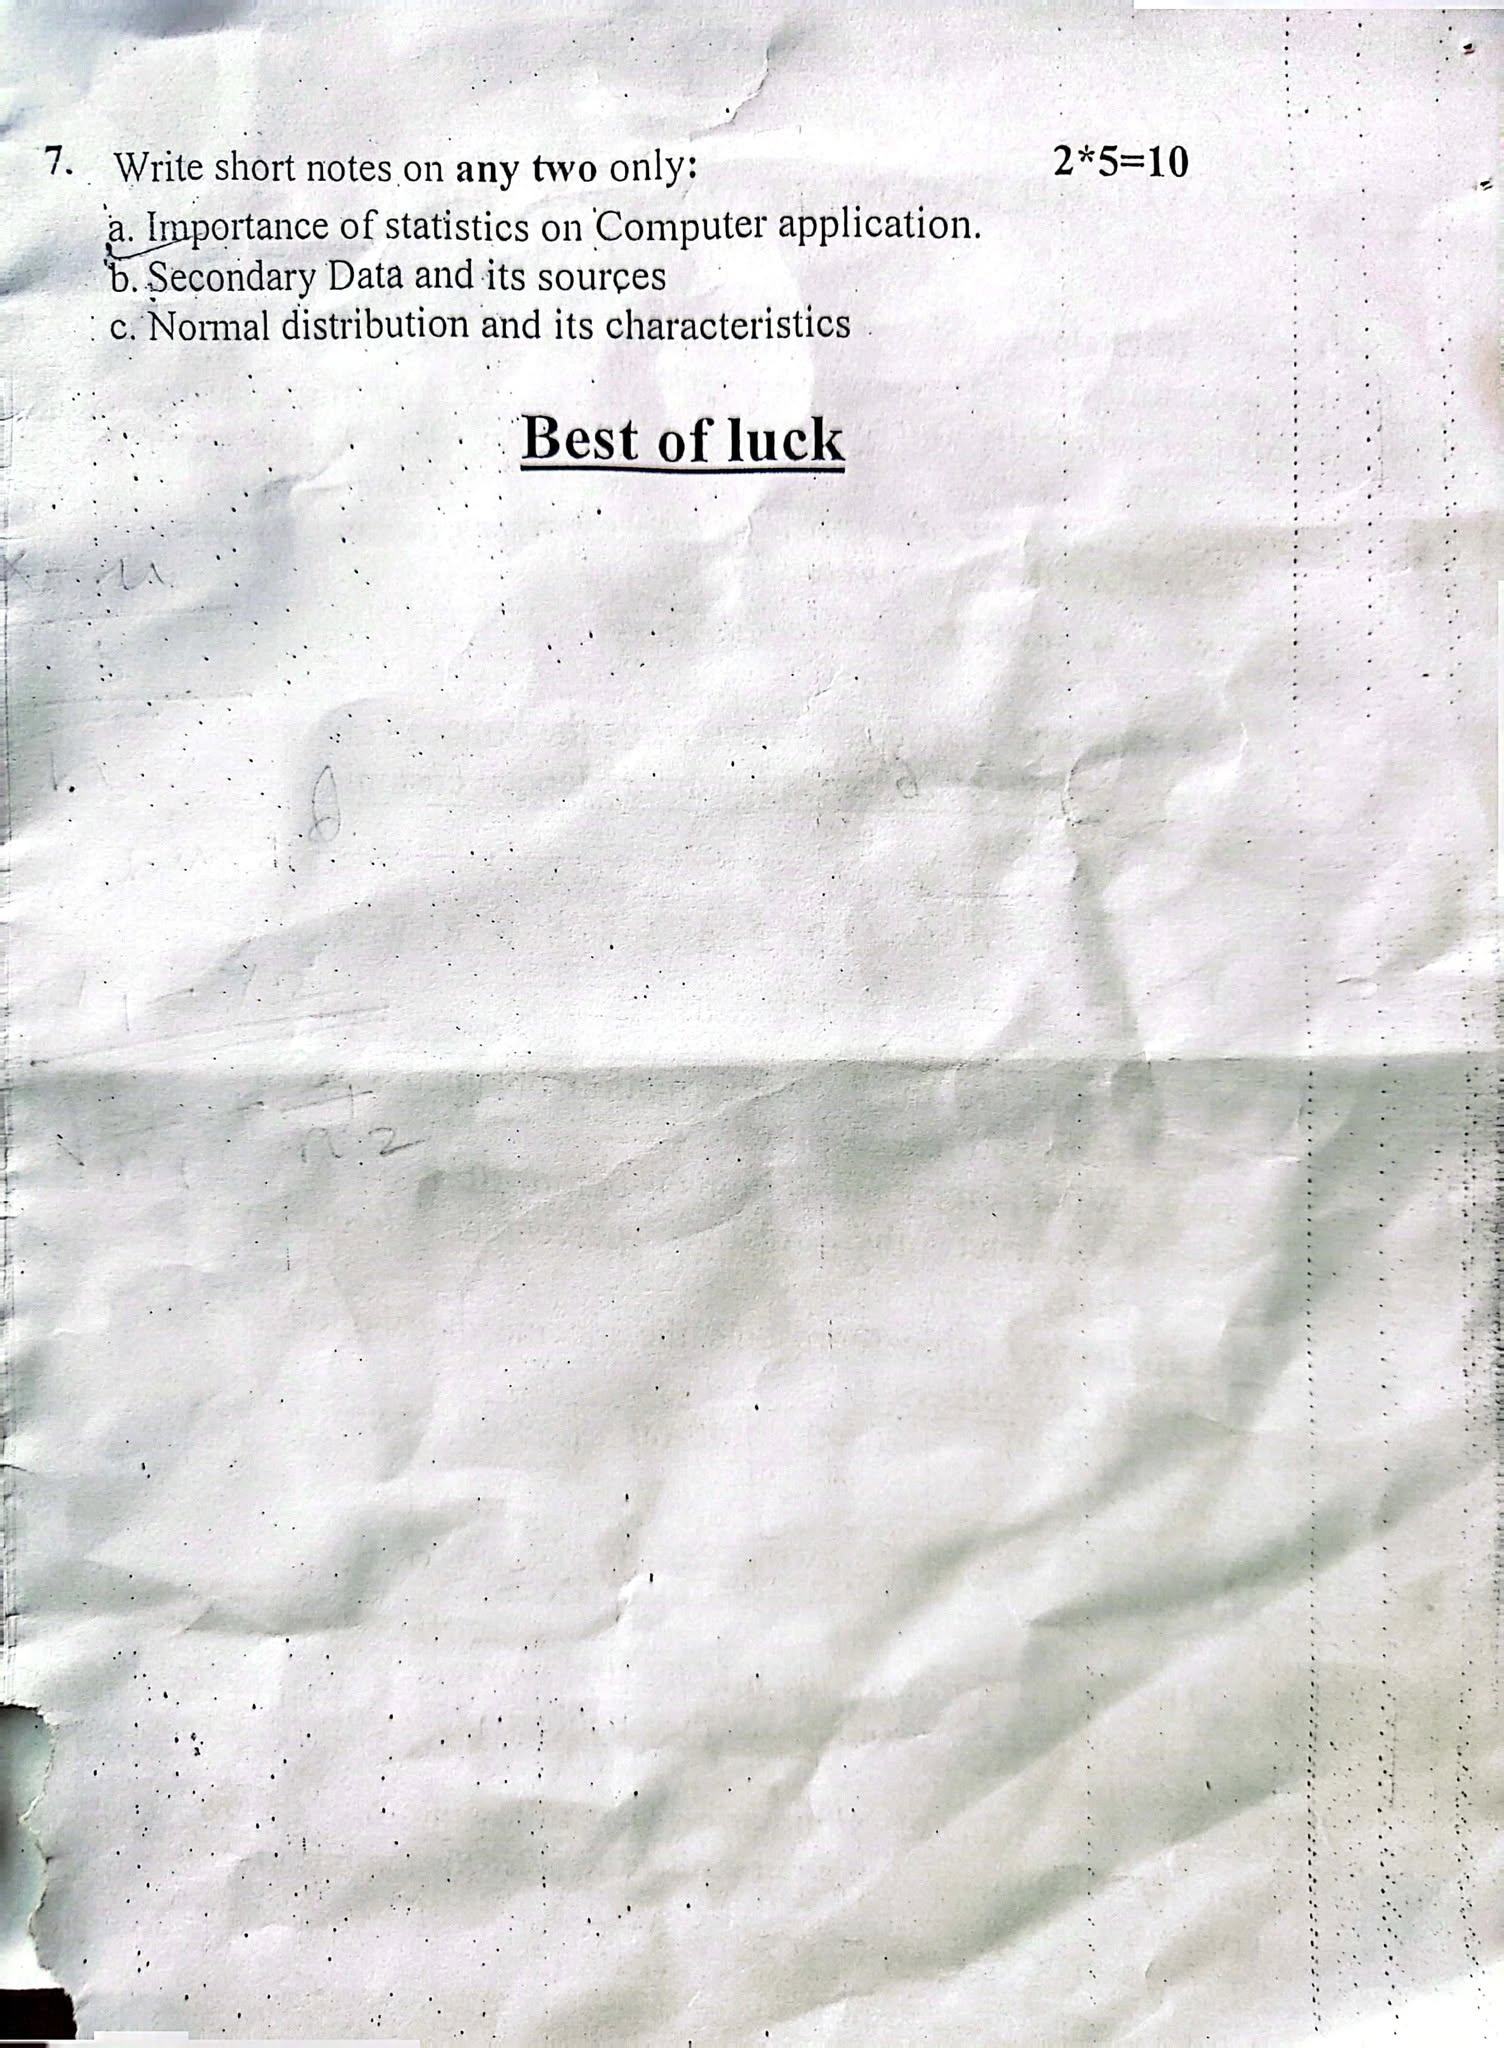 7. Write short notes on any two only: 2*5=10
a. Importance of statistics on Computer application.
b. Secondary Data and its sources
c. Normal distribution and its characteristics
Best of luck
n2